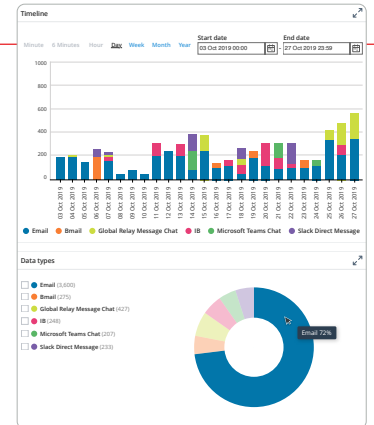 Timeline
Start date
End date
Minute 6 Minutes Hour Day Week Month Year 03 Oct 2019 00:00 - 27 Oct 2019 23:59
1000
800
600
400
200
0
03 Oct 2019 04 Oct 2019 05 Oct 2019 06 Oct 2019 07 Oct 2019 08 Oct 2019 09 Oct 2019 10 Oct 2019 11 Oct 2019 12 Oct 2019 13 Oct 2019 14 Oct 2019 15 Oct 2019 16 Oct 2019 17 Oct 2019 18 Oct 2019 19 Oct 2019 20 Oct 2019 21 Oct 2019 22 Oct 2019 23 Oct 2019 24 Oct 2019 25 Oct 2019 26 Oct 2019 27 Oct 2019
Email Bmail Global Relay Message Chat IB Microsoft Teams Chat Slack Direct Message
Data types
Email (3,600)
Bmail (275)
Global Relay Message Chat (427)
IB (248)
Microsoft Teams Chat (207)
Slack Direct Message (233)
Email 72%